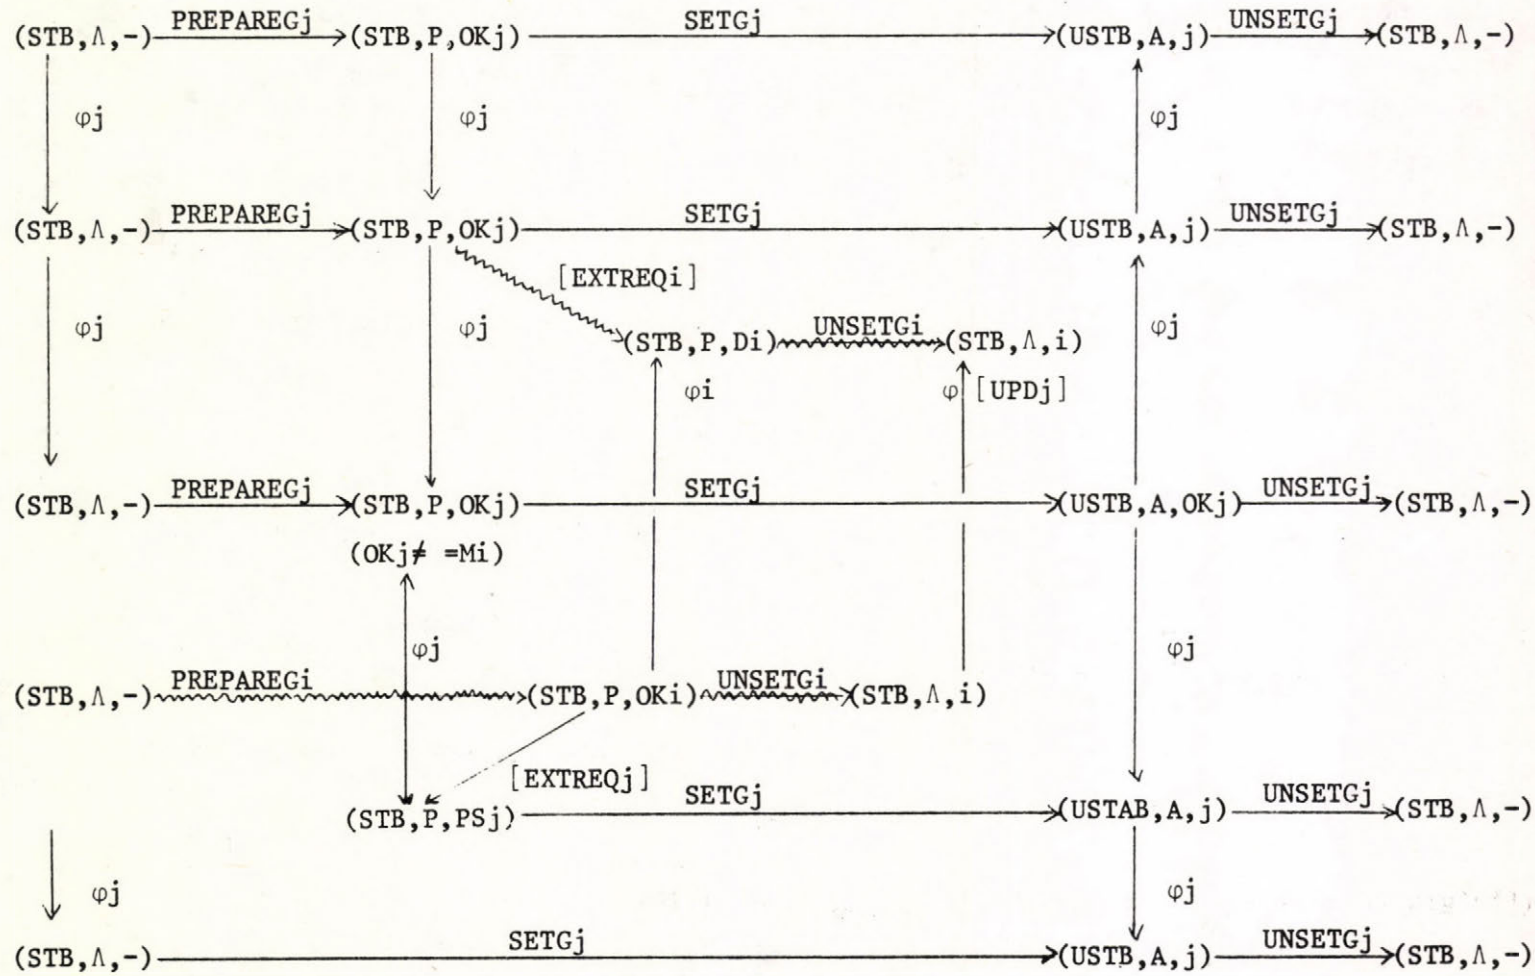 (STB,Λ,-) PREPAREGj (STB,P,OKj) SETGj (USTB,A,j) UNSETGj (STB,Λ,-)
φj φj φj
(STB,Λ,-) PREPAREGj (STB,P,OKj) SETGj (USTB,A,j) UNSETGj (STB,Λ,-)
[EXTREQi]
φj φj (STB,P,Di) UNSETGi (STB,Λ,i) φj
φi φ [UPDj]
(STB,Λ,-) PREPAREGj (STB,P,OKj) SETGj (USTB,A,OKj) UNSETGj (STB,Λ,-)
(OKj≠ =Mi)
φj φj
(STB,Λ,-) PREPAREGi (STB,P,OKi) UNSETGi (STB,Λ,i)
[EXTREQj]
(STB,P,PSj) SETGj (USTAB,A,j) UNSETGj (STB,Λ,-)
φj φj
(STB,Λ,-) SETGj (USTB,A,j) UNSETGj (STB,Λ,-)